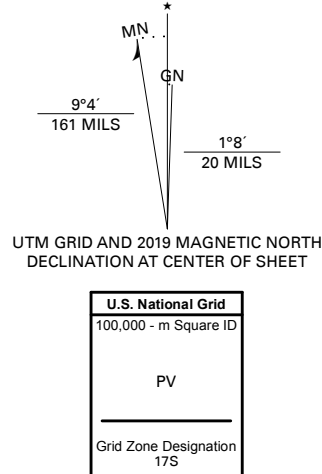 ★
MN
GN
9°4´
161 MILS
1°8´
20 MILS
UTM GRID AND 2019 MAGNETIC NORTH
DECLINATION AT CENTER OF SHEET
U.S. National Grid
100,000 - m Square ID
PV
Grid Zone Designation
17S